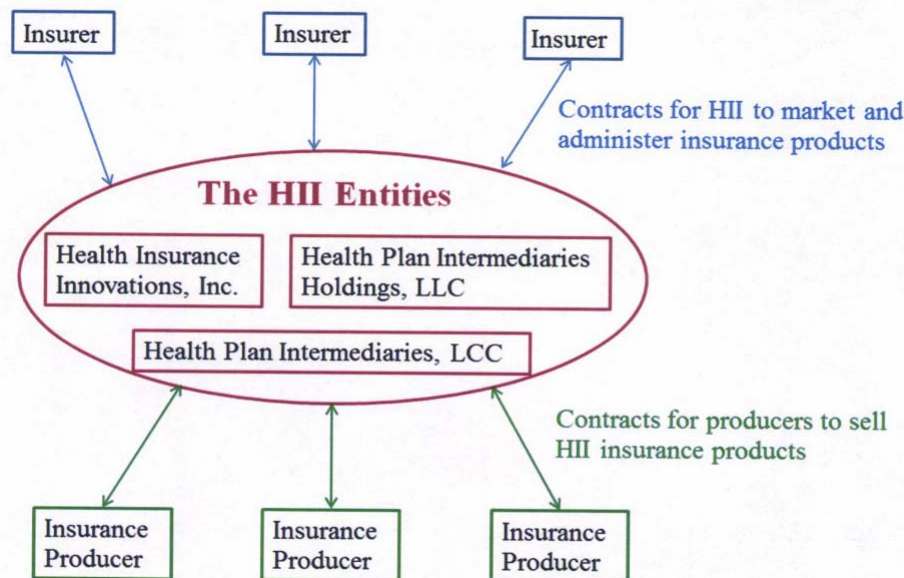 Insurer
Insurer
Insurer
Contracts for HII to market and
administer insurance products
The HII Entities
Health Insurance
Innovations, Inc.
Health Plan Intermediaries
Holdings, LLC
Health Plan Intermediaries, LCC
Contracts for producers to sell
HII insurance products
Insurance
Producer
Insurance
Producer
Insurance
Producer